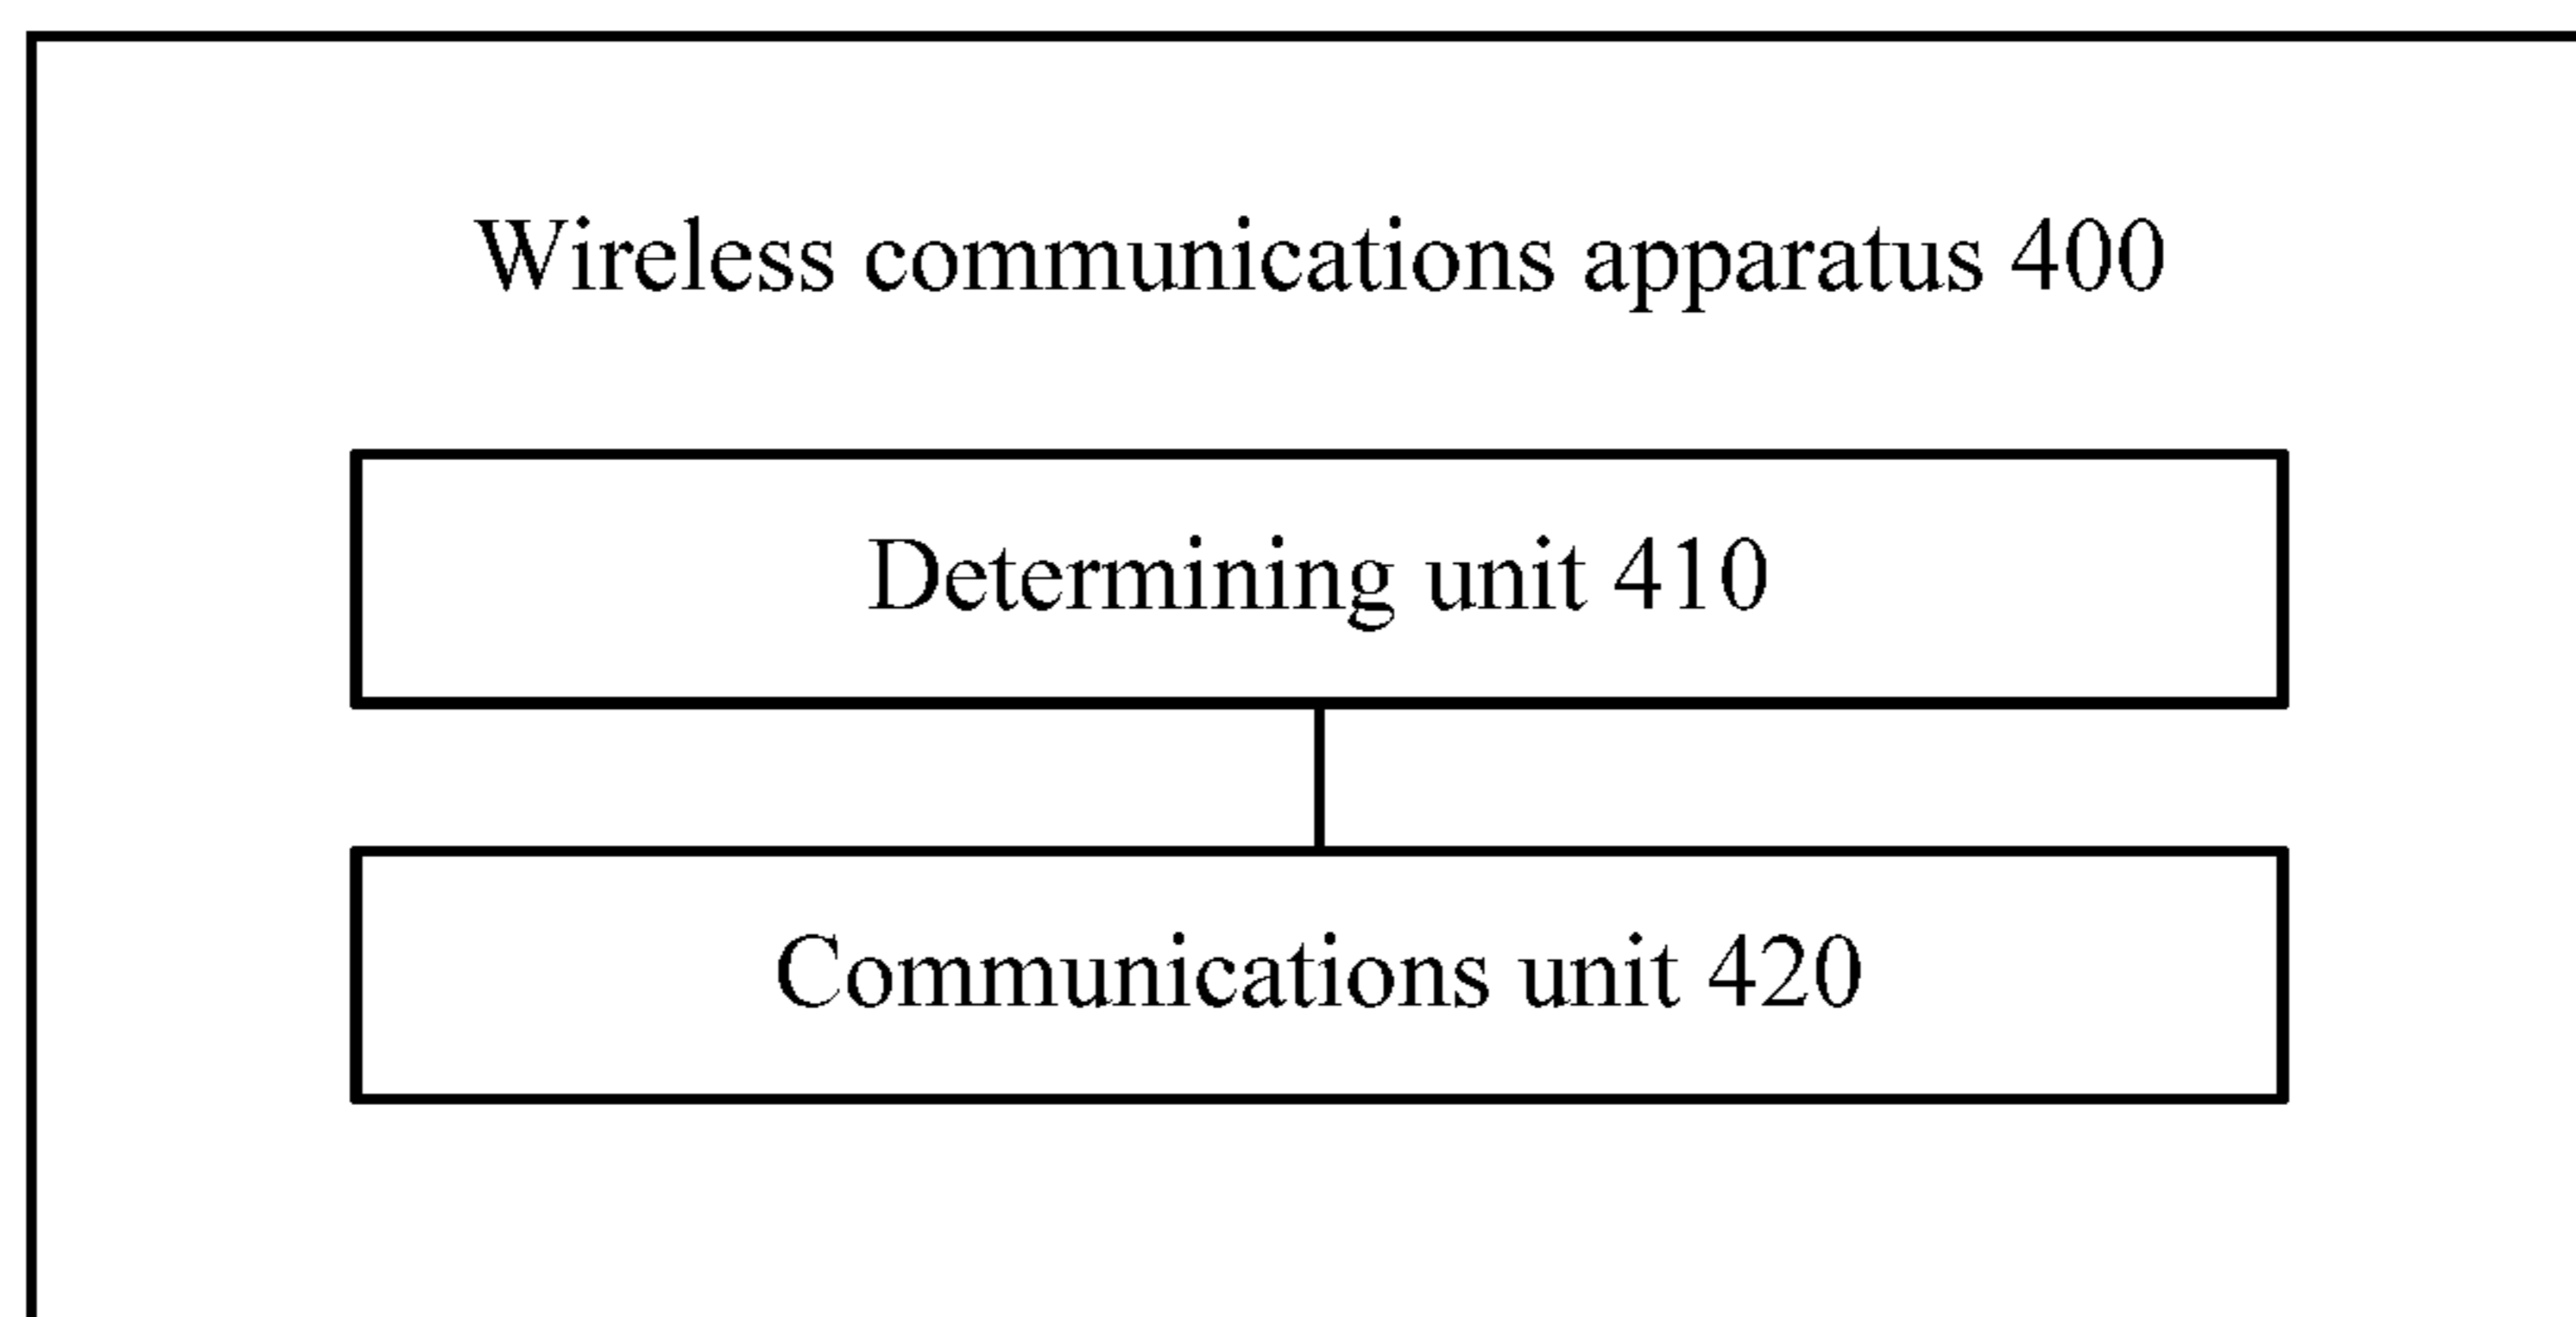 Wireless communications apparatus 400
Determining unit 410
Communications unit 420